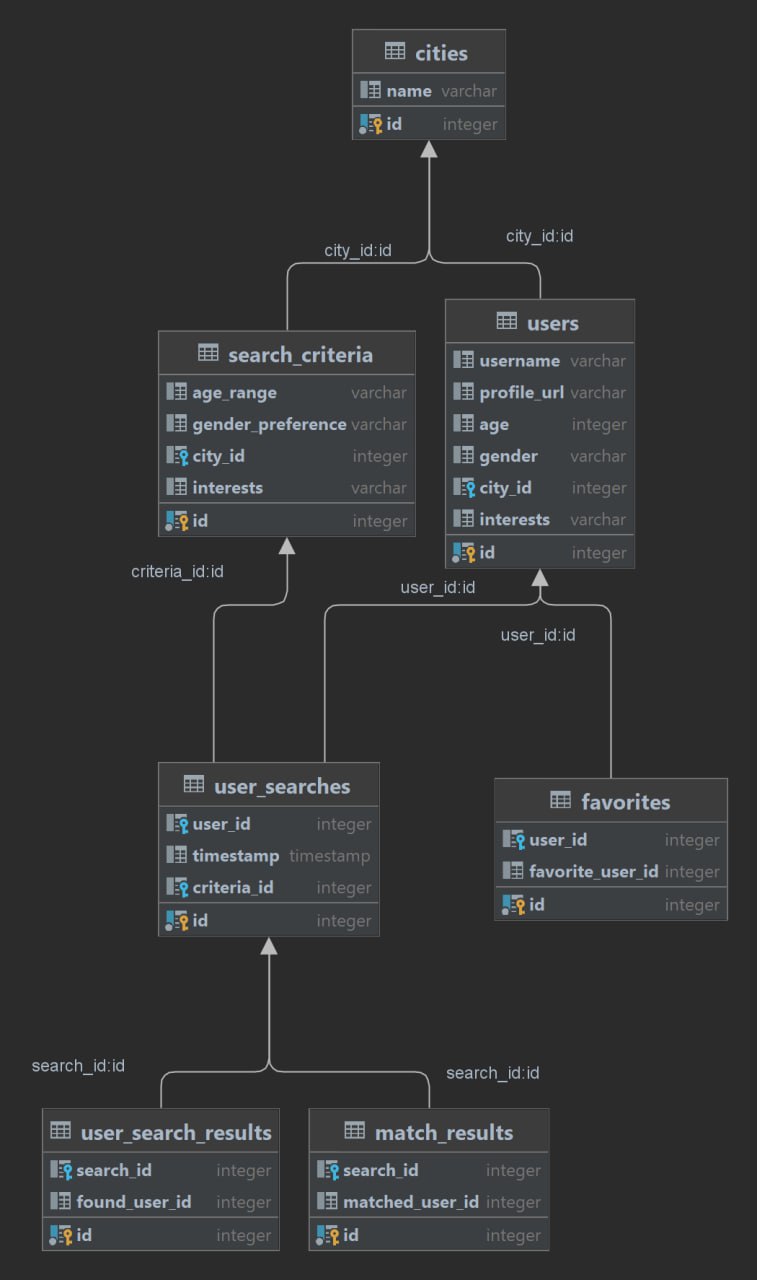 cities
name varchar
id integer
city_id:id
city_id:id
users
username varchar
profile_url varchar
age integer
gender varchar
city_id integer
interests varchar
id integer
search_criteria
age_range varchar
gender_preference varchar
city_id integer
interests varchar
id integer
criteria_id:id
user_id:id
user_id:id
user_searches
user_id integer
timestamp timestamp
criteria_id integer
id integer
favorites
user_id integer
favorite_user_id integer
id integer
search_id:id
search_id:id
user_search_results
search_id integer
found_user_id integer
id integer
match_results
search_id integer
matched_user_id integer
id integer